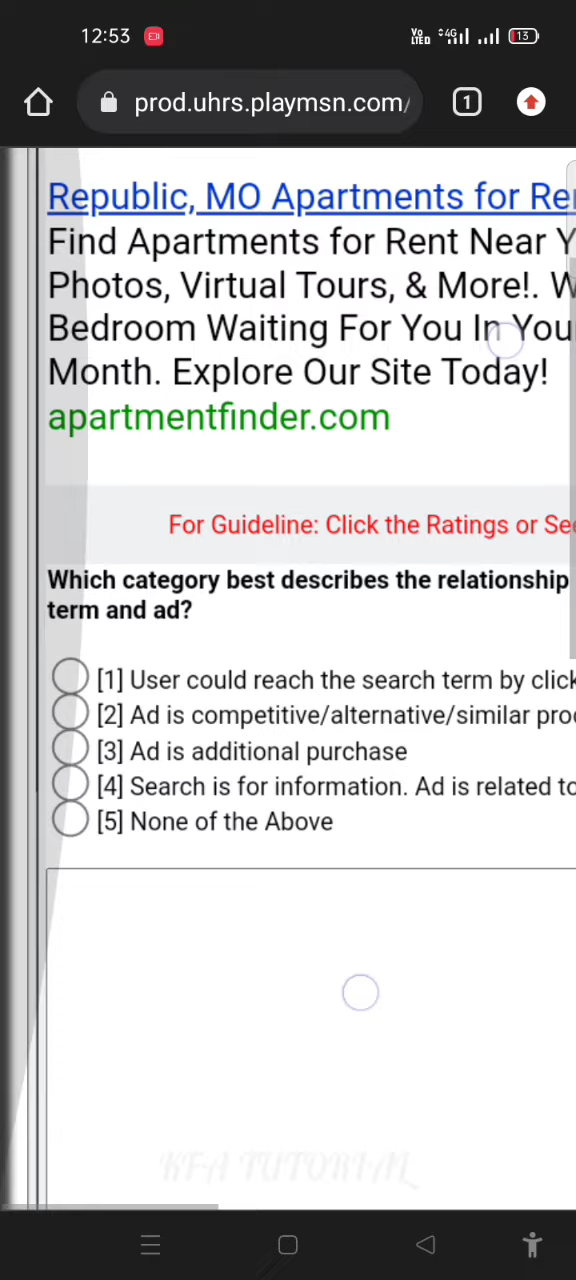 12:53
Vo
LTED
4G
13
prod.uhrs.playmsn.com/
1
Republic, MO Apartments for Re
Find Apartments for Rent Near Y
Photos, Virtual Tours, & More!. W
Bedroom Waiting For You In You
Month. Explore Our Site Today!
apartmentfinder.com
For Guideline: Click the Ratings or Se
Which category best describes the relationship
term and ad?
[1] User could reach the search term by click
[2] Ad is competitive/alternative/similar pro
[3] Ad is additional purchase
[4] Search is for information. Ad is related to
[5] None of the Above
KFA TUTORIAL